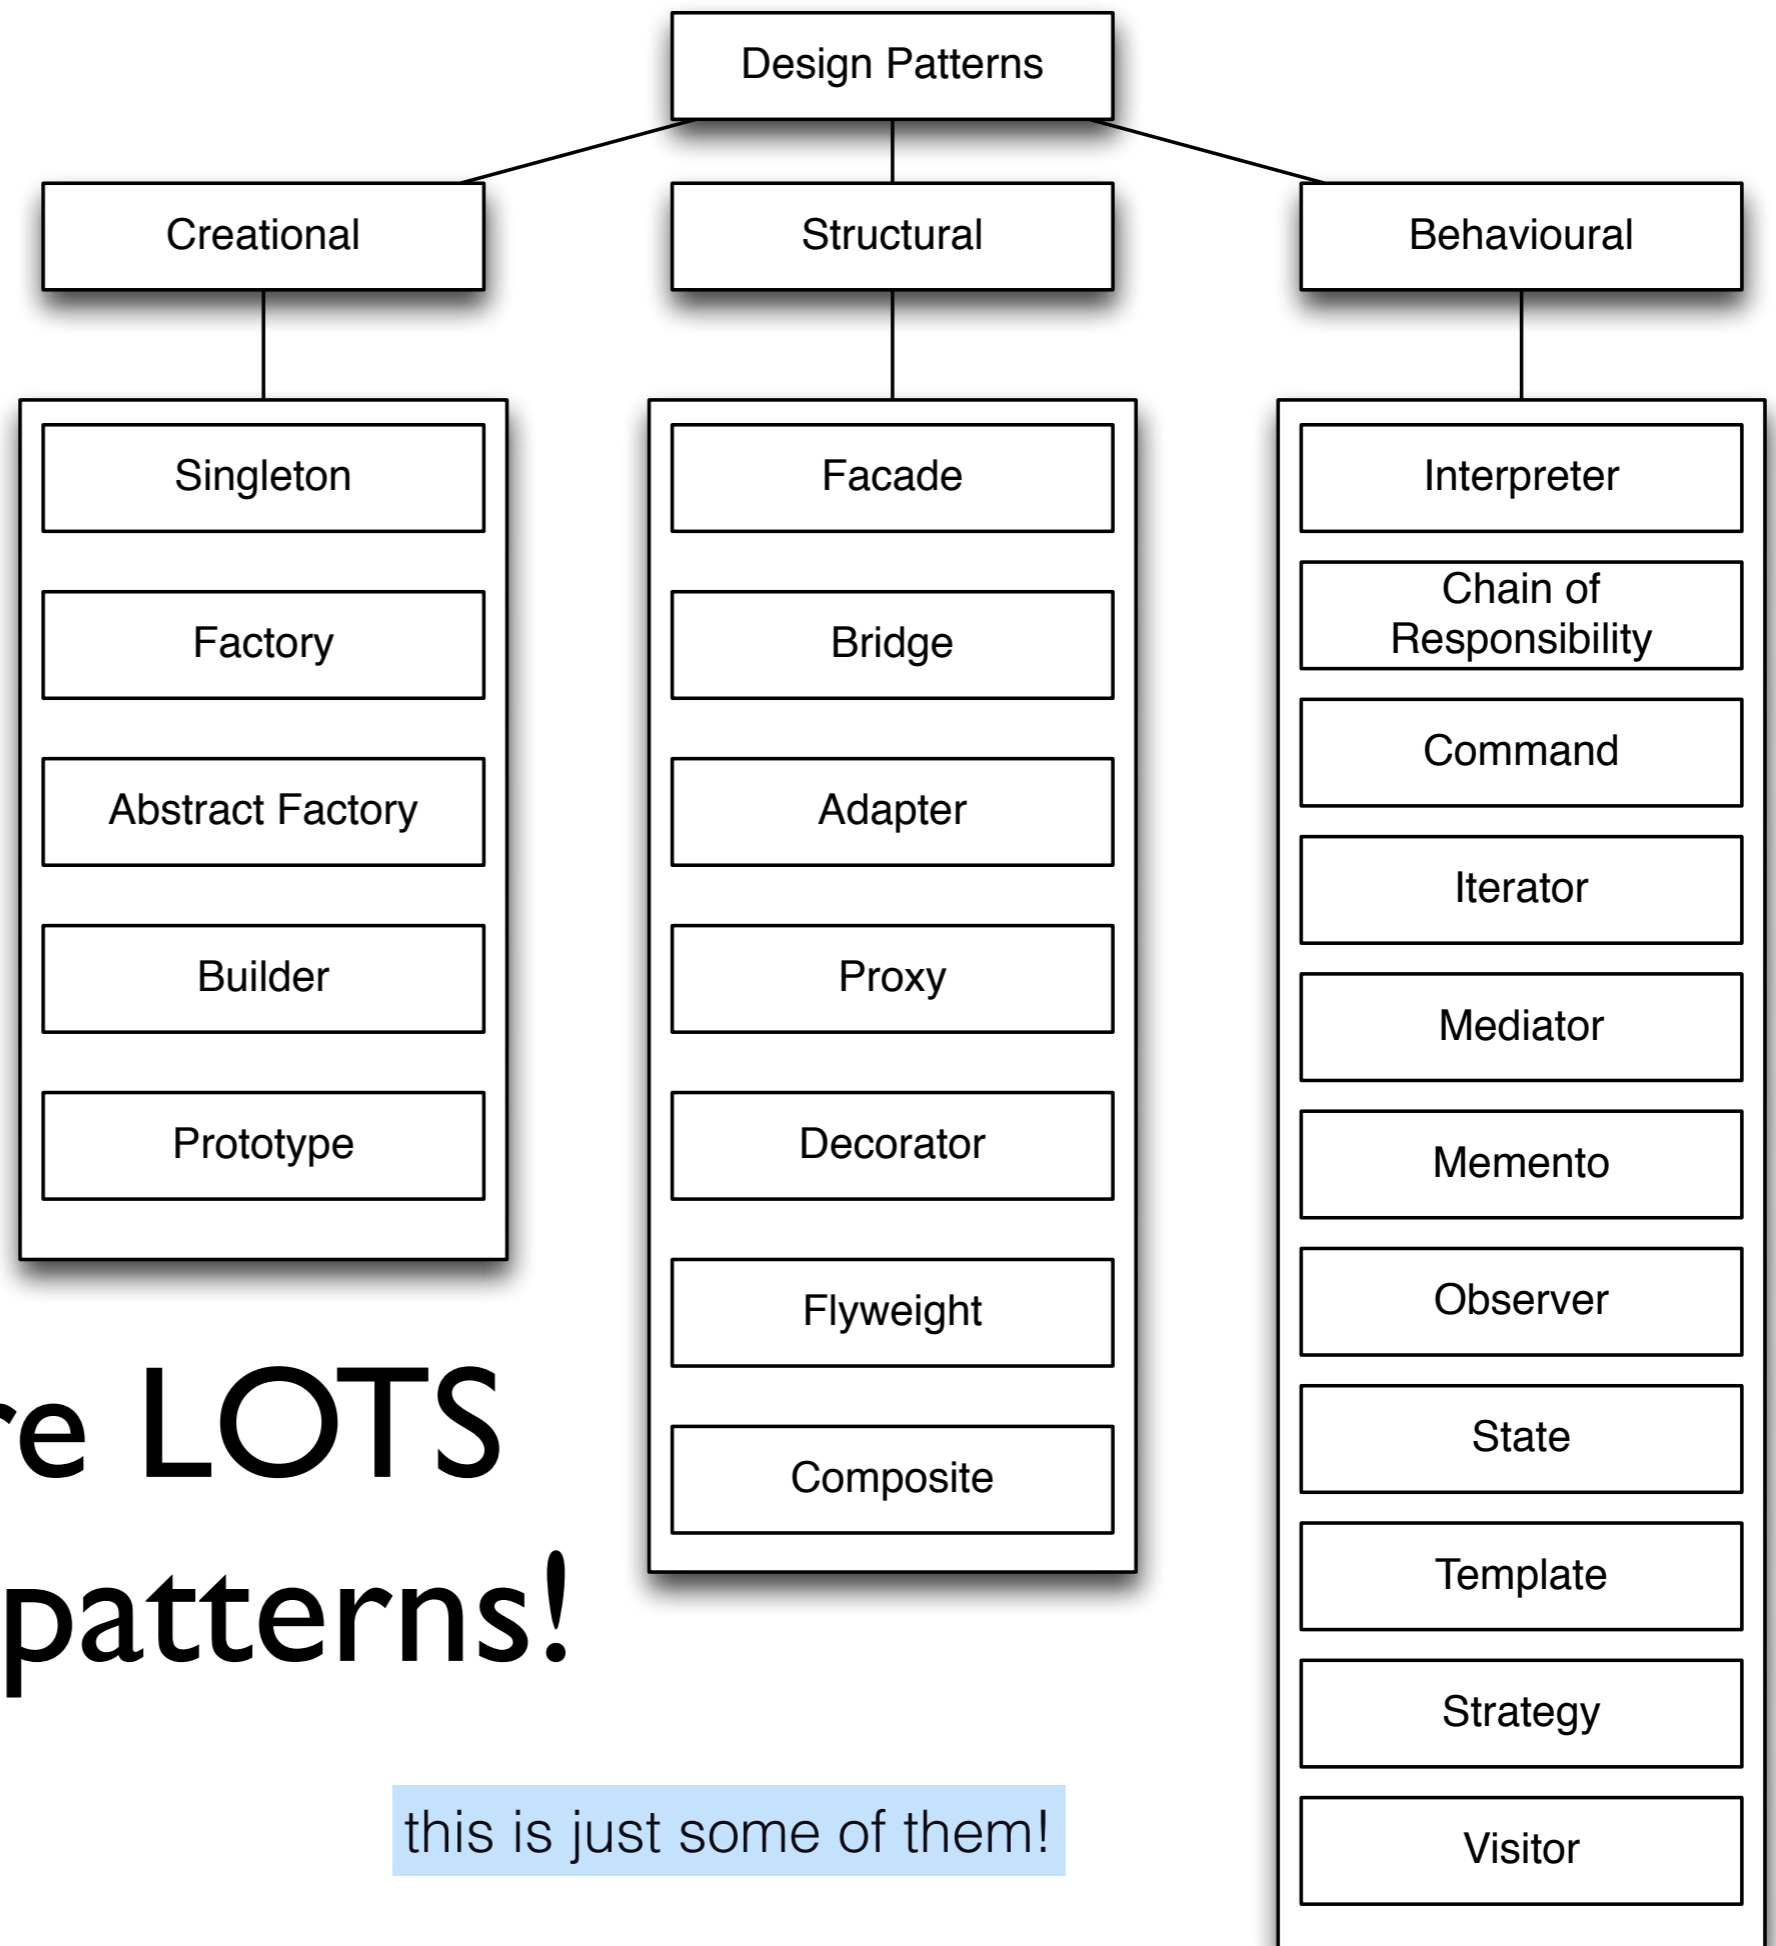 Design Patterns
Creational
Structural
Behavioural
Singleton
Factory
Abstract Factory
Builder
Prototype
Facade
Bridge
Adapter
Proxy
Decorator
Flyweight
Composite
Interpreter
Chain of
Responsibility
Command
Iterator
Mediator
Memento
Observer
State
Template
Strategy
Visitor
LOTS
patterns!
this is just some of them!